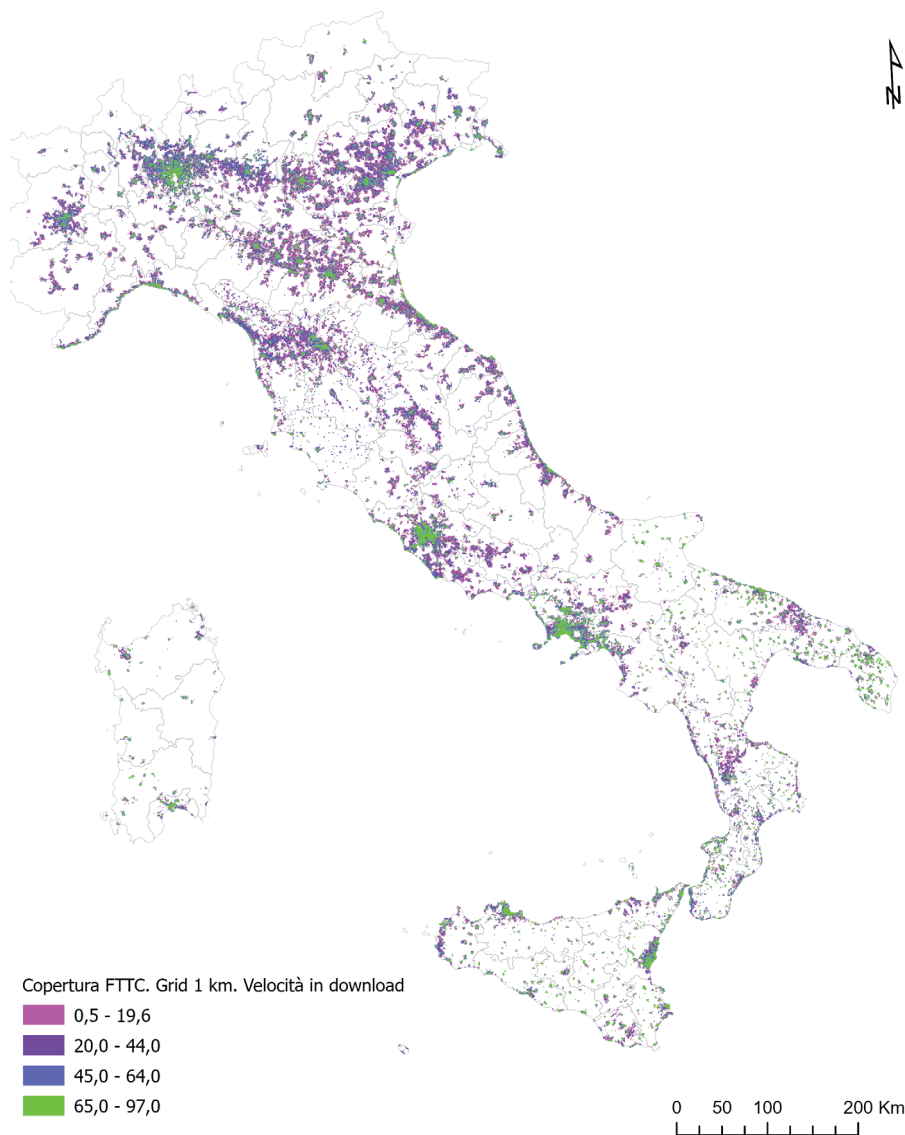 N
Copertura FTTC. Grid 1 km. Velocità in download
0,5 - 19,6
20,0 - 44,0
45,0 - 64,0
65,0 - 97,0
0 50 100 200 Km